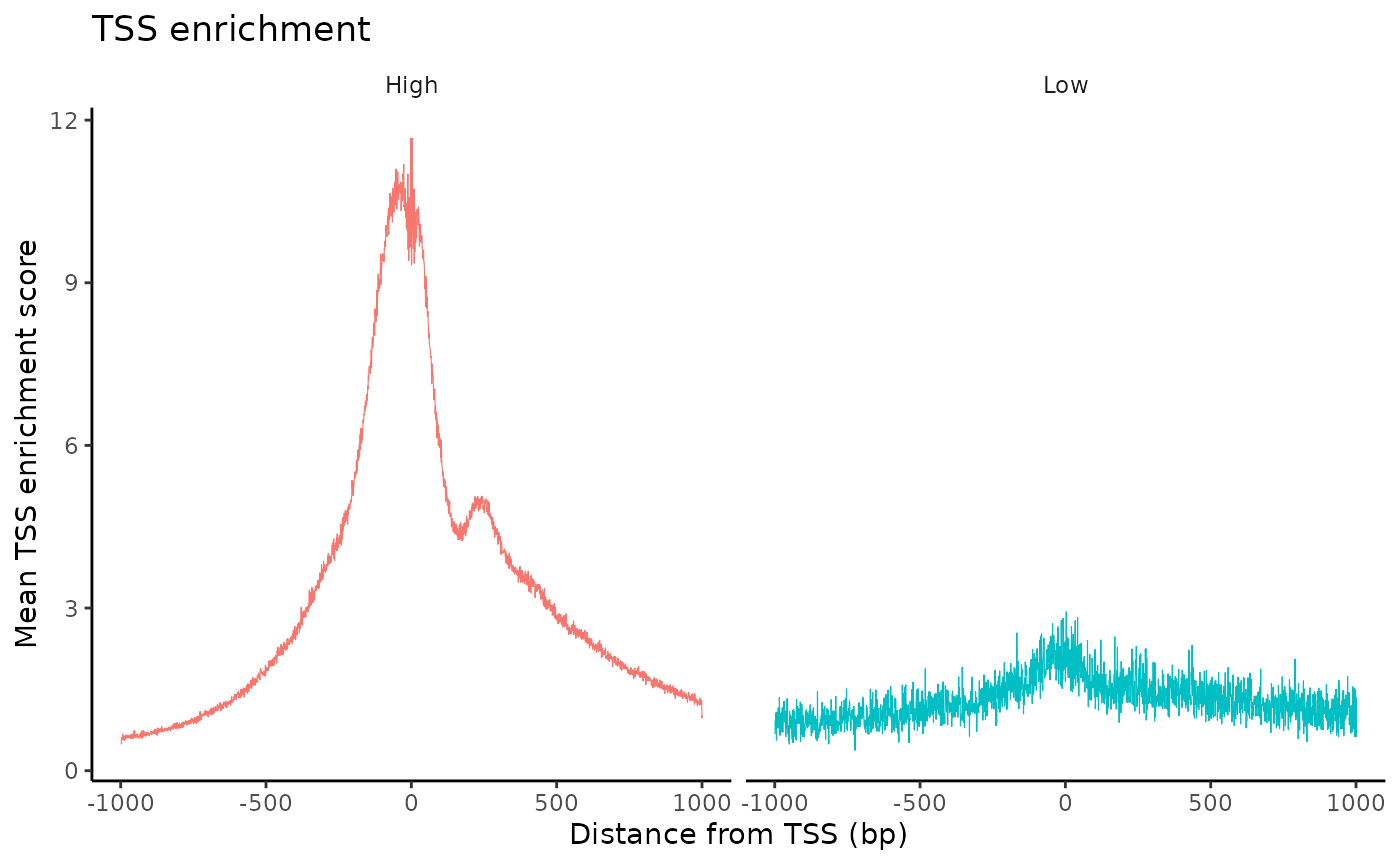 TSS enrichment
High Low
Mean TSS enrichment score
12
9
6
3
0
-1000 -500 0 500 1000 -1000 -500 0 500 1000
Distance from TSS (bp)